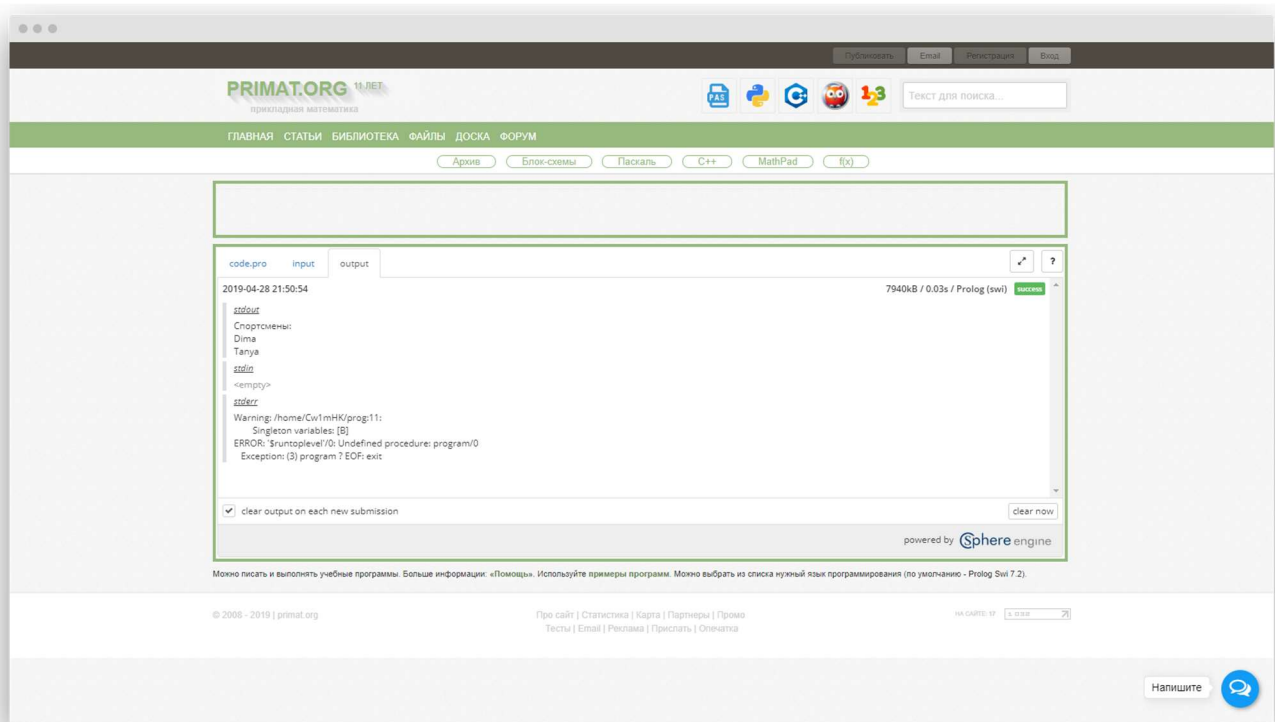 Публиковать Email Регистрация Вход
PRIMAT.ORG 11 ЛЕТ
прикладная математика
PAS
123
Текст для поиска...
ГЛАВНАЯ СТАТЬИ БИБЛИОТЕКА ФАЙЛЫ ДОСКА ФОРУМ
Архив Блок-схемы Паскаль C++ MathPad f(x)
code.pro input output ?
2019-04-28 21:50:54 7940kB / 0.03s / Prolog (swi) success
stdout
Спортсмены:
Dima
Tanya
stdin
<empty>
stderr
Warning: /home/Cw1mHK/prog:11:
Singleton variables: [B]
ERROR: '$runtoplevel'/0: Undefined procedure: program/0
Exception: (3) program ? EOF: exit
clear output on each new submission clear now
powered by Sphere engine
Можно писать и выполнять учебные программы. Больше информации: «Помощь». Используйте примеры программ. Можно выбрать из списка нужный язык программирования (по умолчанию - Prolog Swi 7.2).
© 2008 - 2019 | primat.org
Про сайт | Статистика | Карта | Партнеры | Промо
Тесты | Email | Реклама | Прислать | Опечатка
НА САЙТЕ:
Напишите